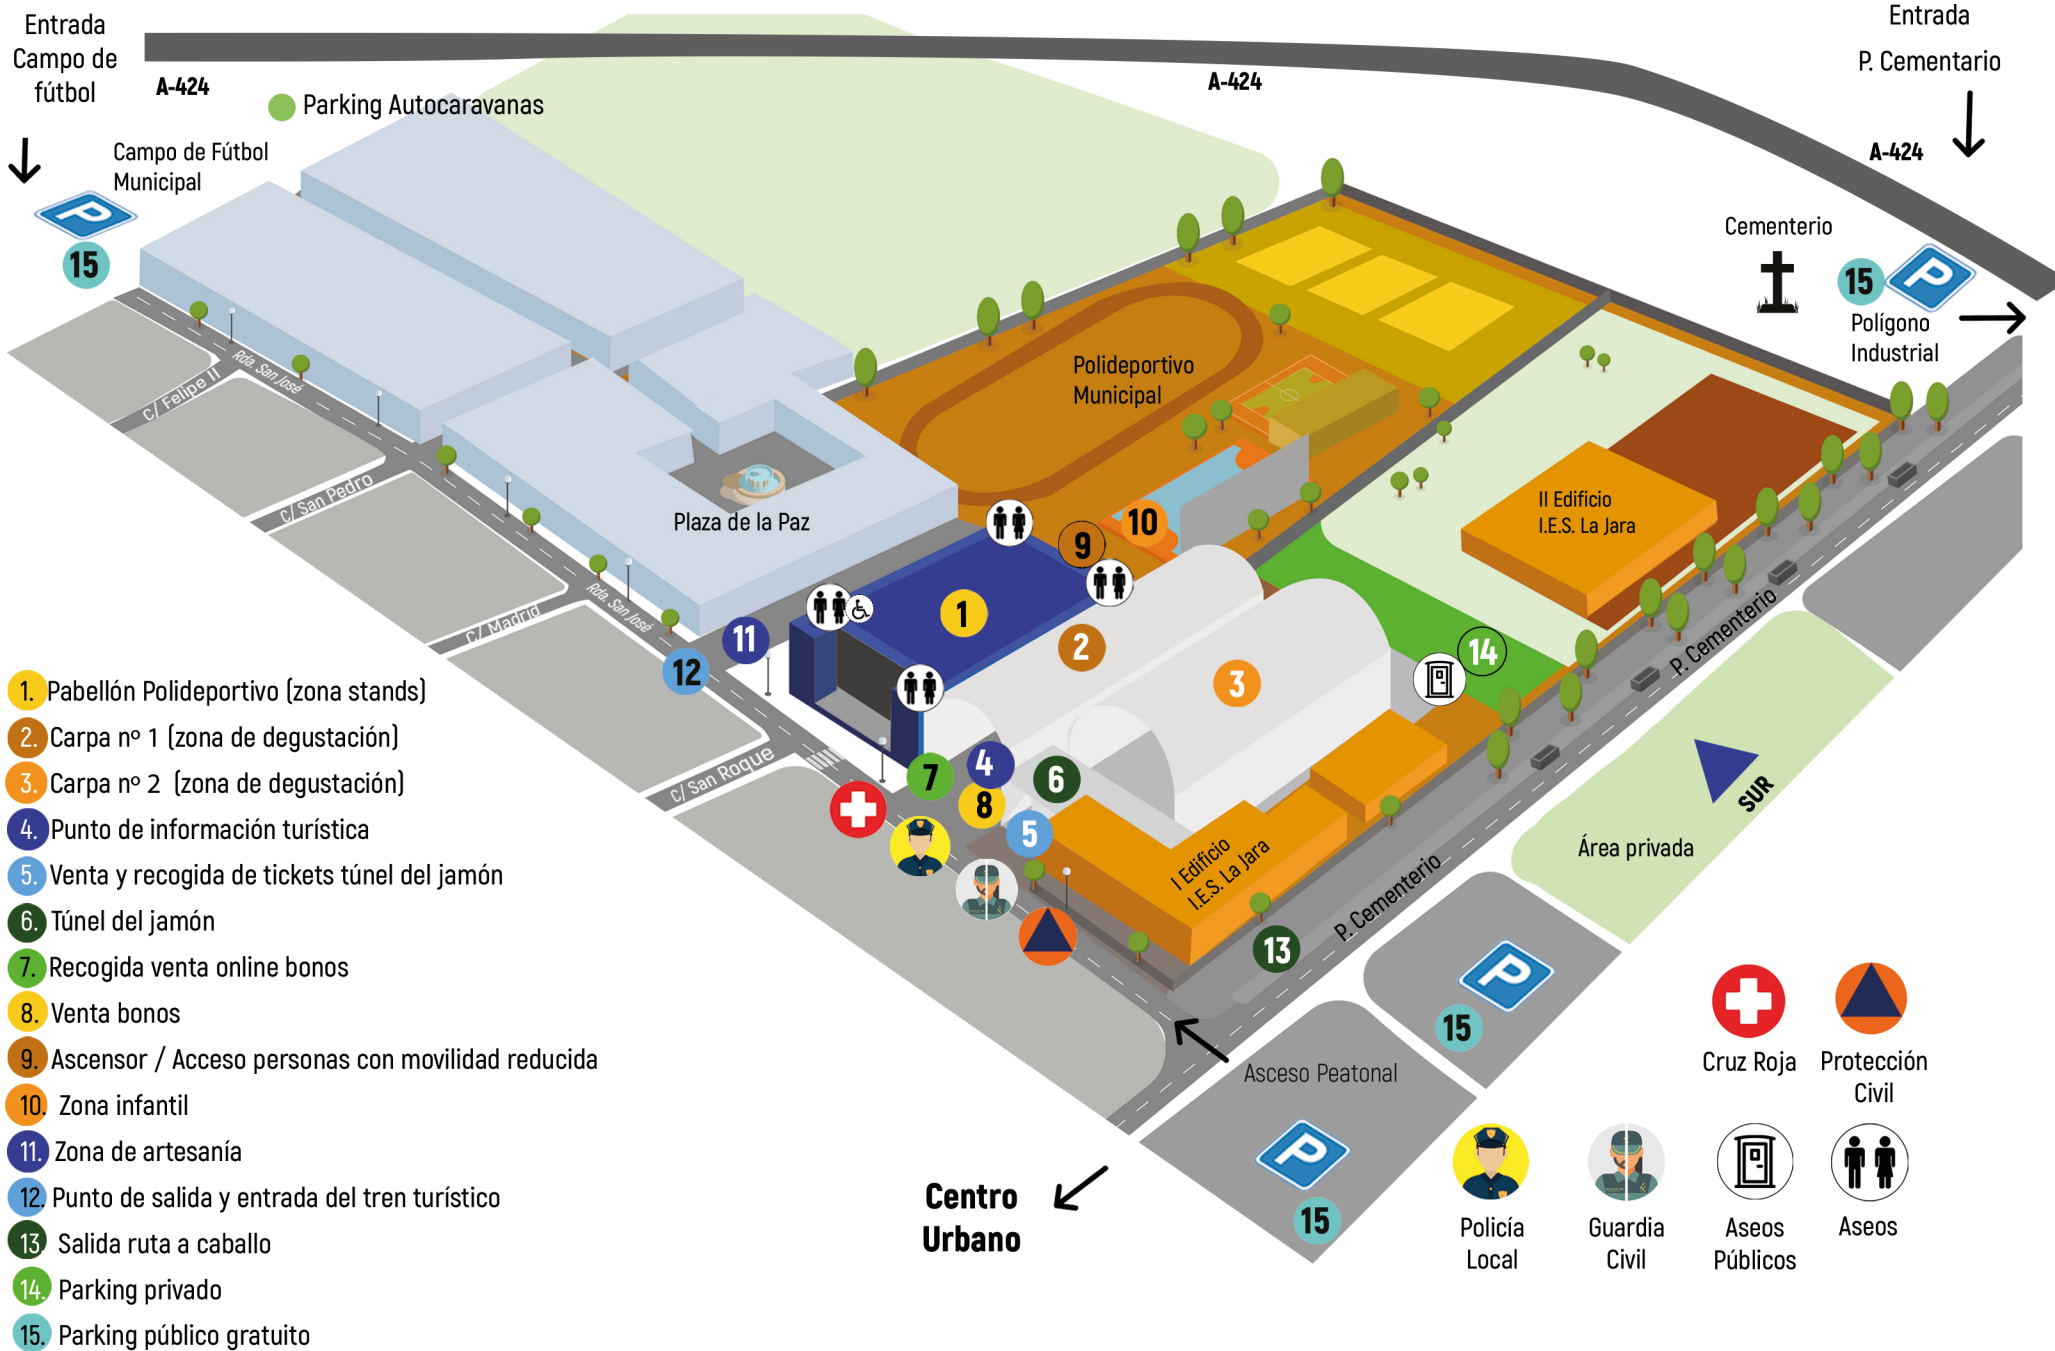 Entrada
Campo de
fútbol
A-424
Parking Autocaravanas
Campo de Fútbol
Municipal
15
A-424
Entrada
P. Cementario
A-424
Cementerio
15
Polígono
Industrial
Polideportivo
Municipal
Rda. San José
C/ Felipe II
C/ San Pedro
Plaza de la Paz
C/ Madrid
Rda. San José
C/ San Roque
II Edificio
I.E.S. La Jara
10
9
1
11
12
2
3
14
4
7
8
6
5
P. Cementerio
SUR
Área privada
I Edificio
I.E.S. La Jara
P. Cementerio
13
15
Asceso Peatonal
15
Centro
Urbano
1. Pabellón Polideportivo (zona stands)
2. Carpa nº 1 (zona de degustación)
3. Carpa nº 2 (zona de degustación)
4. Punto de información turística
5. Venta y recogida de tickets túnel del jamón
6. Túnel del jamón
7. Recogida venta online bonos
8. Venta bonos
9. Ascensor / Acceso personas con movilidad reducida
10. Zona infantil
11. Zona de artesanía
12. Punto de salida y entrada del tren turístico
13. Salida ruta a caballo
14. Parking privado
15. Parking público gratuito
Cruz Roja
Protección
Civil
Policía
Local
Guardia
Civil
Aseos
Públicos
Aseos
P
P
P
P